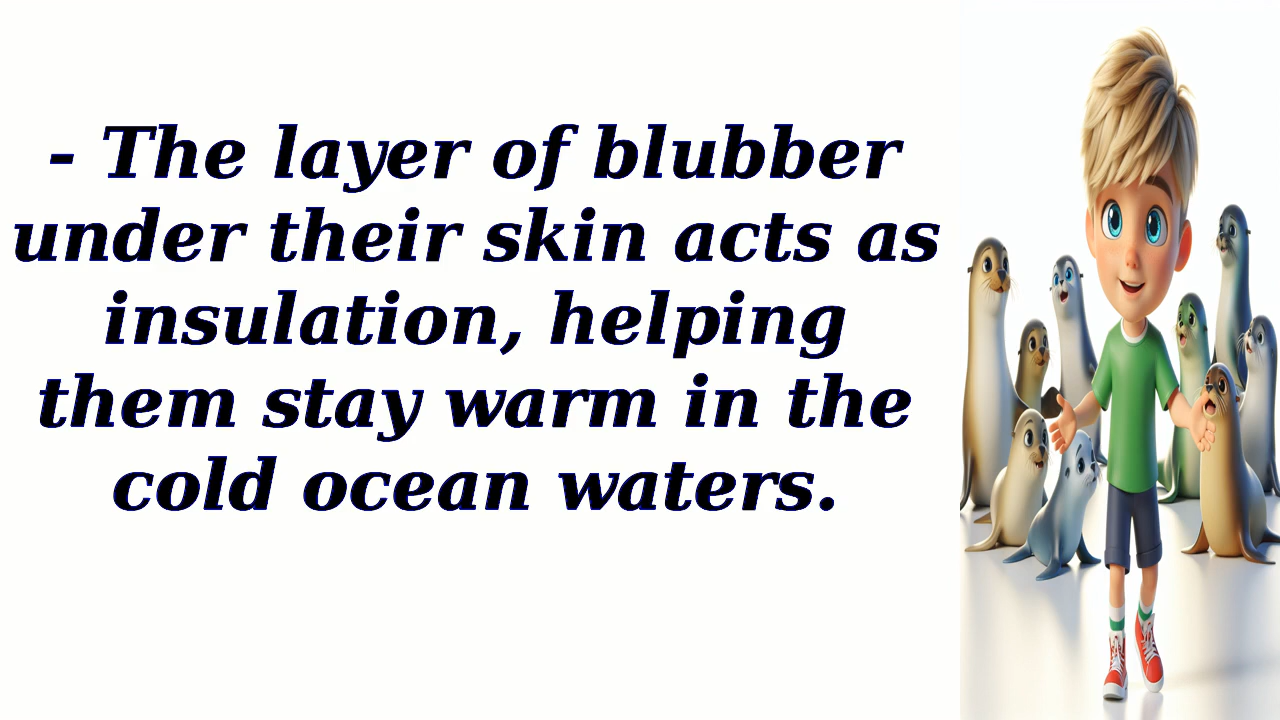 - The layer of blubber
under their skin acts as
insulation, helping
them stay warm in the
cold ocean waters.